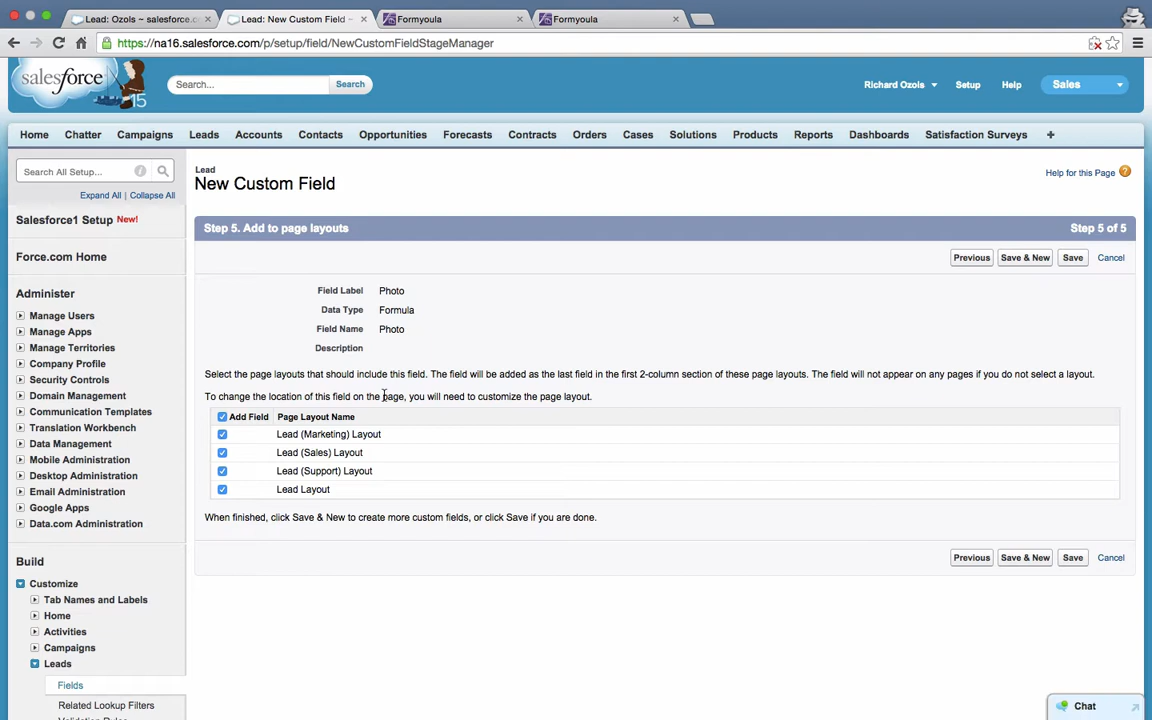 Lead: Ozols ~ salesforce.c
Lead: New Custom Field ~
Formyoula
Formyoula
https://na16.salesforce.com/p/setup/field/NewCustomFieldStageManager
salesforce
15
Search...
Search
Richard Ozols
Setup
Help
Sales
Home
Chatter
Campaigns
Leads
Accounts
Contacts
Opportunities
Forecasts
Contracts
Orders
Cases
Solutions
Products
Reports
Dashboards
Satisfaction Surveys
+
Search All Setup...
Expand All | Collapse All
Salesforce1 Setup New!
Force.com Home
Administer
Manage Users
Manage Apps
Manage Territories
Company Profile
Security Controls
Domain Management
Communication Templates
Translation Workbench
Data Management
Mobile Administration
Desktop Administration
Email Administration
Google Apps
Data.com Administration
Build
Customize
Tab Names and Labels
Home
Activities
Campaigns
Leads
Fields
Related Lookup Filters
Validation Rules
Lead
New Custom Field
Help for this Page
Step 5. Add to page layouts
Step 5 of 5
Previous
Save & New
Save
Cancel
Field Label Photo
Data Type Formula
Field Name Photo
Description
Select the page layouts that should include this field. The field will be added as the last field in the first 2-column section of these page layouts. The field will not appear on any pages if you do not select a layout.
To change the location of this field on the page, you will need to customize the page layout.
Add Field Page Layout Name
Lead (Marketing) Layout
Lead (Sales) Layout
Lead (Support) Layout
Lead Layout
When finished, click Save & New to create more custom fields, or click Save if you are done.
Previous
Save & New
Save
Cancel
Chat